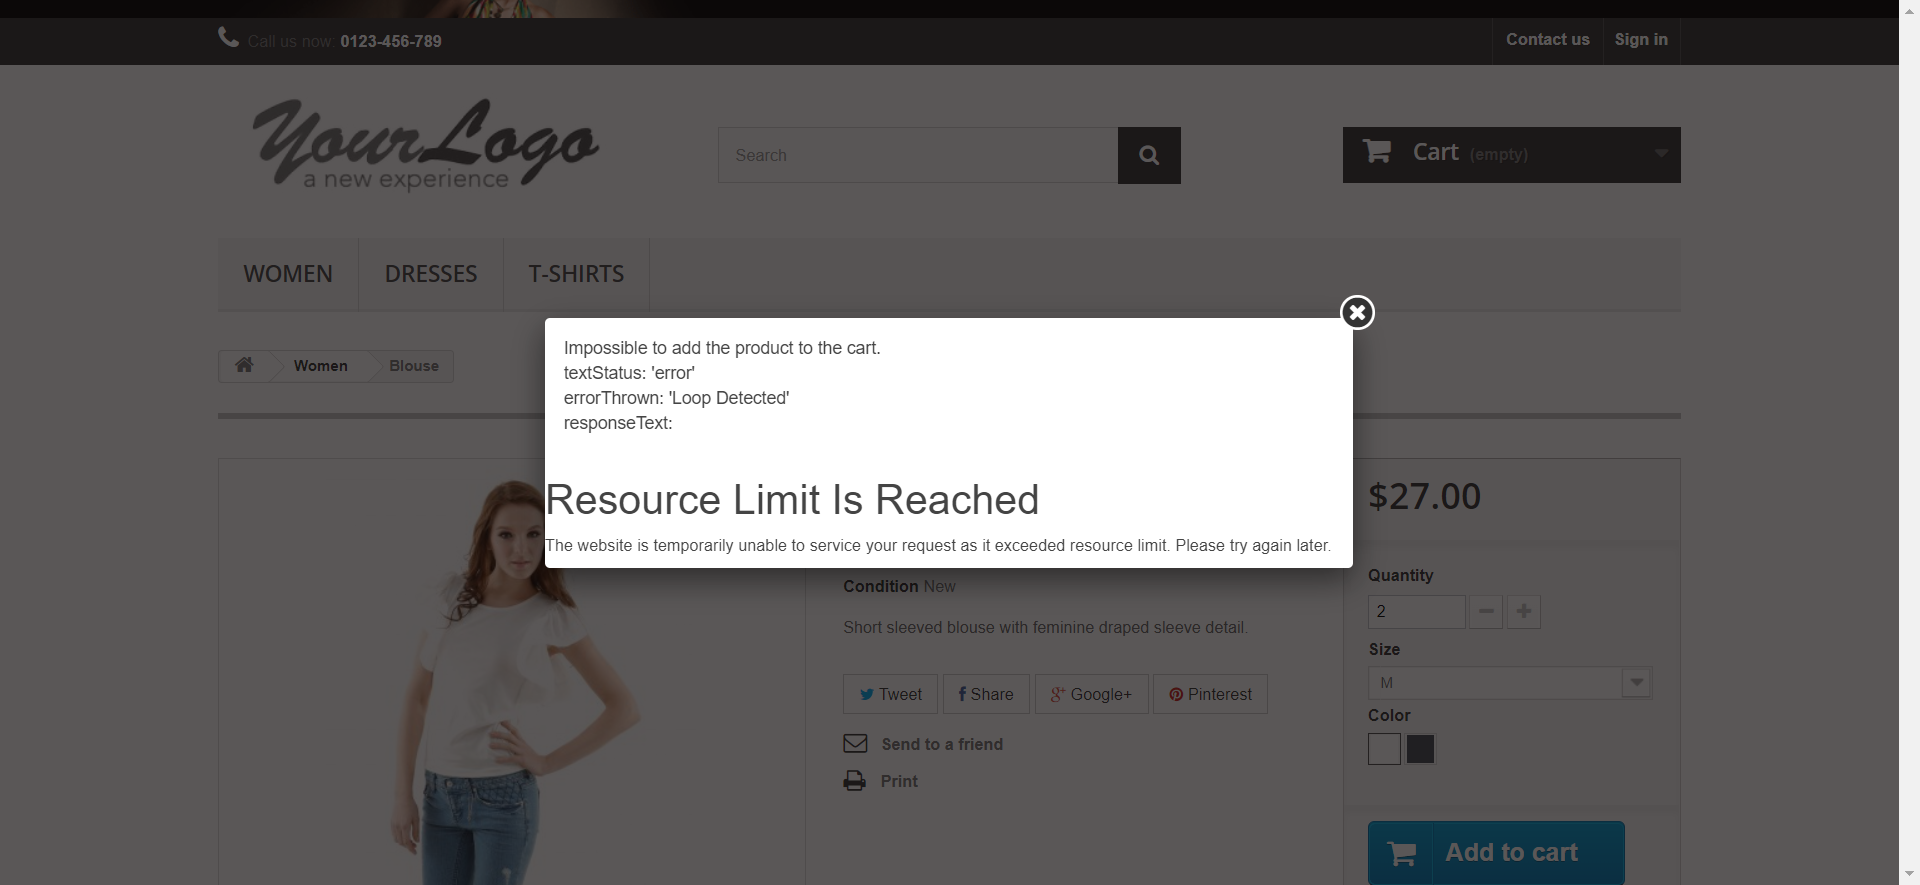 Call us now: 0123-456-789
Contact us
Sign in
YourLogo
a new experience
Search
Cart (empty)
WOMEN
DRESSES
T-SHIRTS
Women
Blouse
Impossible to add the product to the cart.
textStatus: 'error'
errorThrown: 'Loop Detected'
responseText:
Resource Limit Is Reached
The website is temporarily unable to service your request as it exceeded resource limit. Please try again later.
$27.00
Condition New
Short sleeved blouse with feminine draped sleeve detail.
Tweet
Share
Google+
Pinterest
Send to a friend
Print
Quantity
2
Size
M
Color
Add to cart